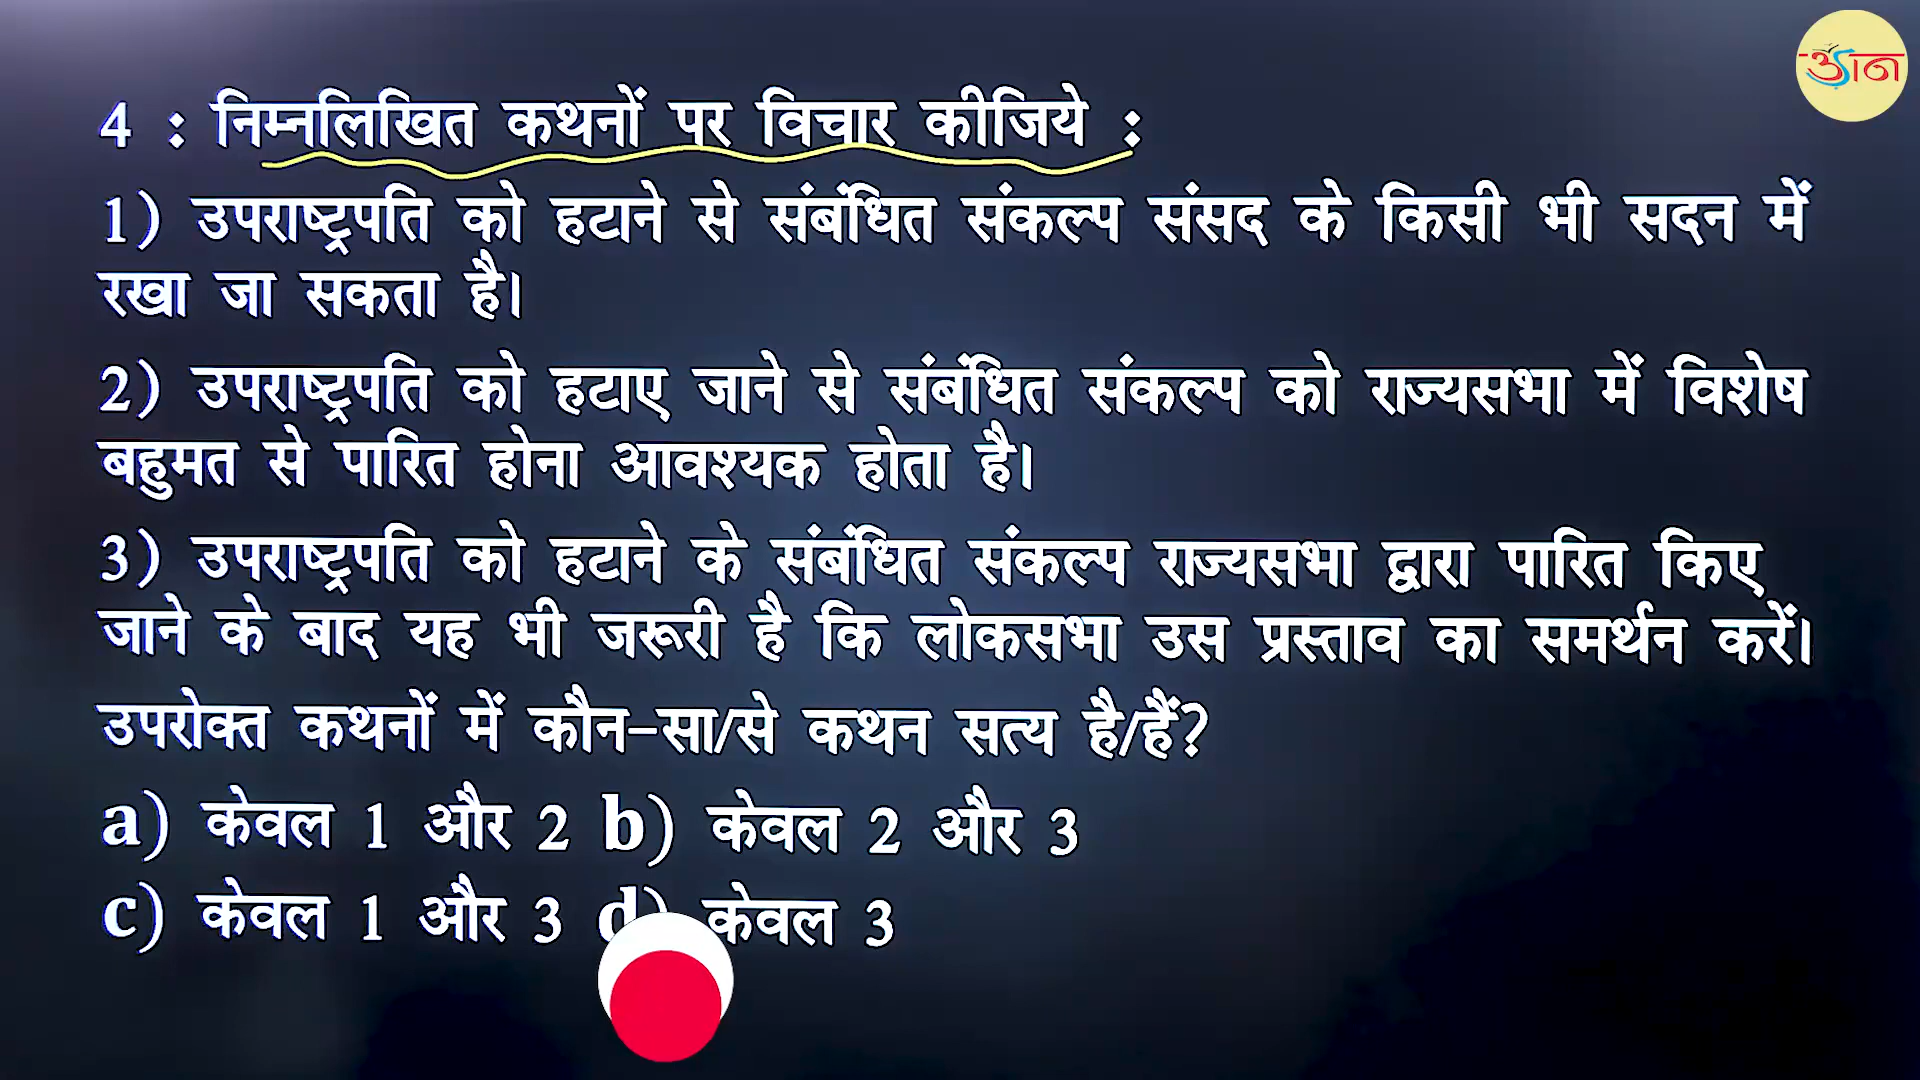 उड़ान
4 : निम्नलिखित कथनों पर विचार कीजिये :
1) उपराष्ट्रपति को हटाने से संबंधित संकल्प संसद के किसी भी सदन में
रखा जा सकता है।
2) उपराष्ट्रपति को हटाए जाने से संबंधित संकल्प को राज्यसभा में विशेष
बहुमत से पारित होना आवश्यक होता है।
3) उपराष्ट्रपति को हटाने के संबंधित संकल्प राज्यसभा द्वारा पारित किए
जाने के बाद यह भी जरूरी है कि लोकसभा उस प्रस्ताव का समर्थन करें।
उपरोक्त कथनों में कौन-सा/से कथन सत्य है/हैं?
a) केवल 1 और 2 b) केवल 2 और 3
c) केवल 1 और 3 d) केवल 3